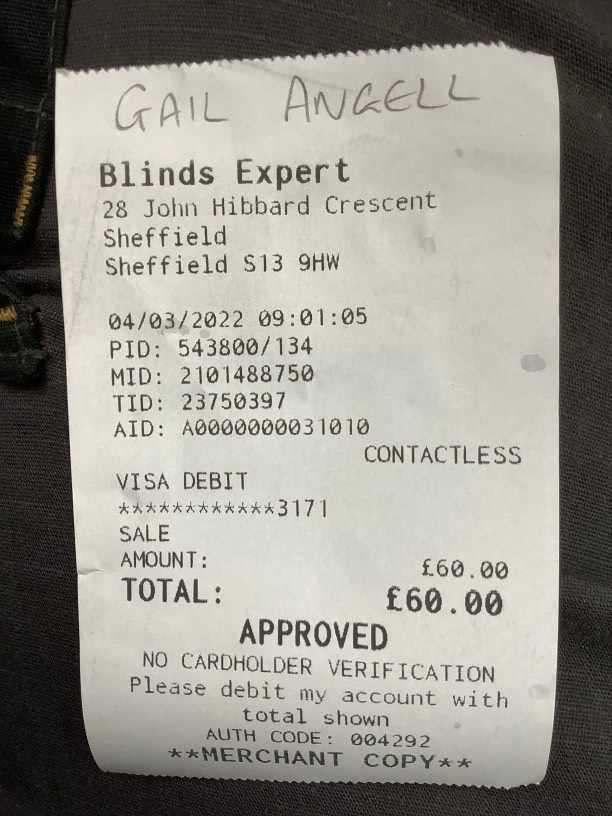 GAIL ANGELL
Blinds Expert
28 John Hibbard Crescent
Sheffield
Sheffield S13 9HW
04/03/2022 09:01:05
PID: 543800/134
MID: 2101488750
TID: 23750397
AID: A0000000031010
CONTACTLESS
VISA DEBIT
************3171
SALE
AMOUNT: £60.00
TOTAL: £60.00
APPROVED
NO CARDHOLDER VERIFICATION
Please debit my account with
total shown
AUTH CODE: 004292
**MERCHANT COPY**